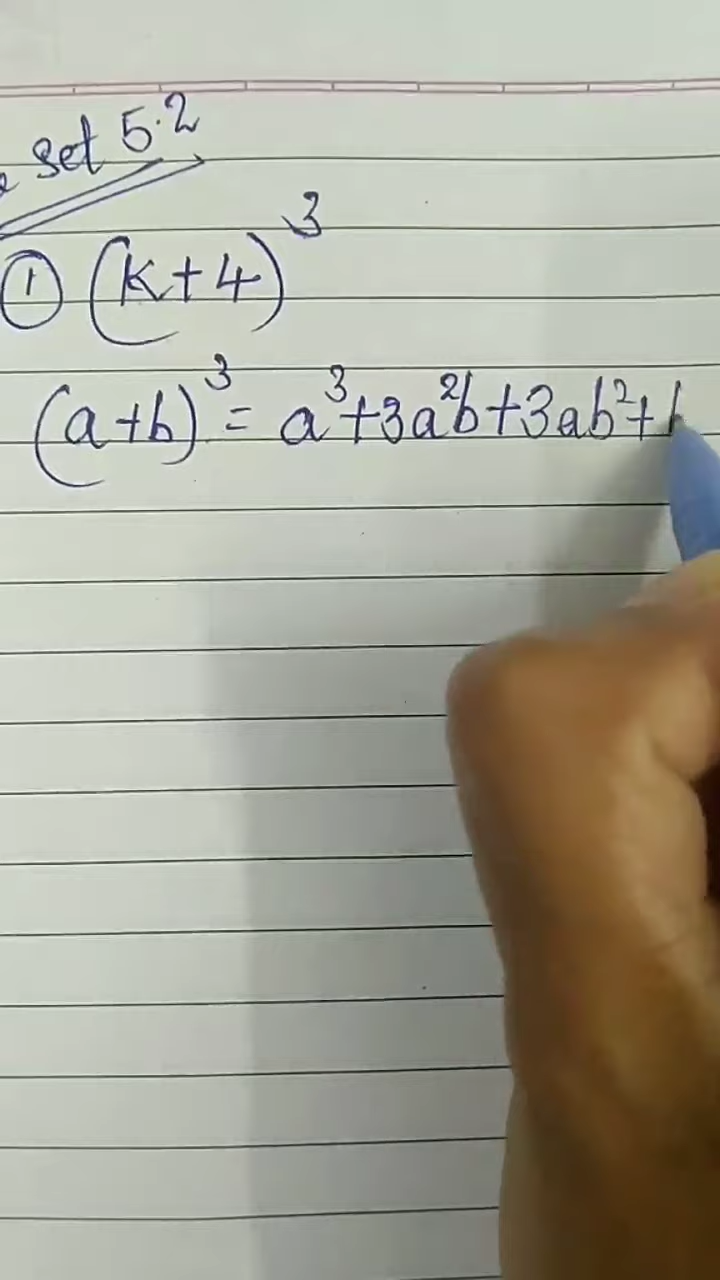 set 5.2
① (k+4)³
(a+b)³ = a³+3a²b+3ab²+b